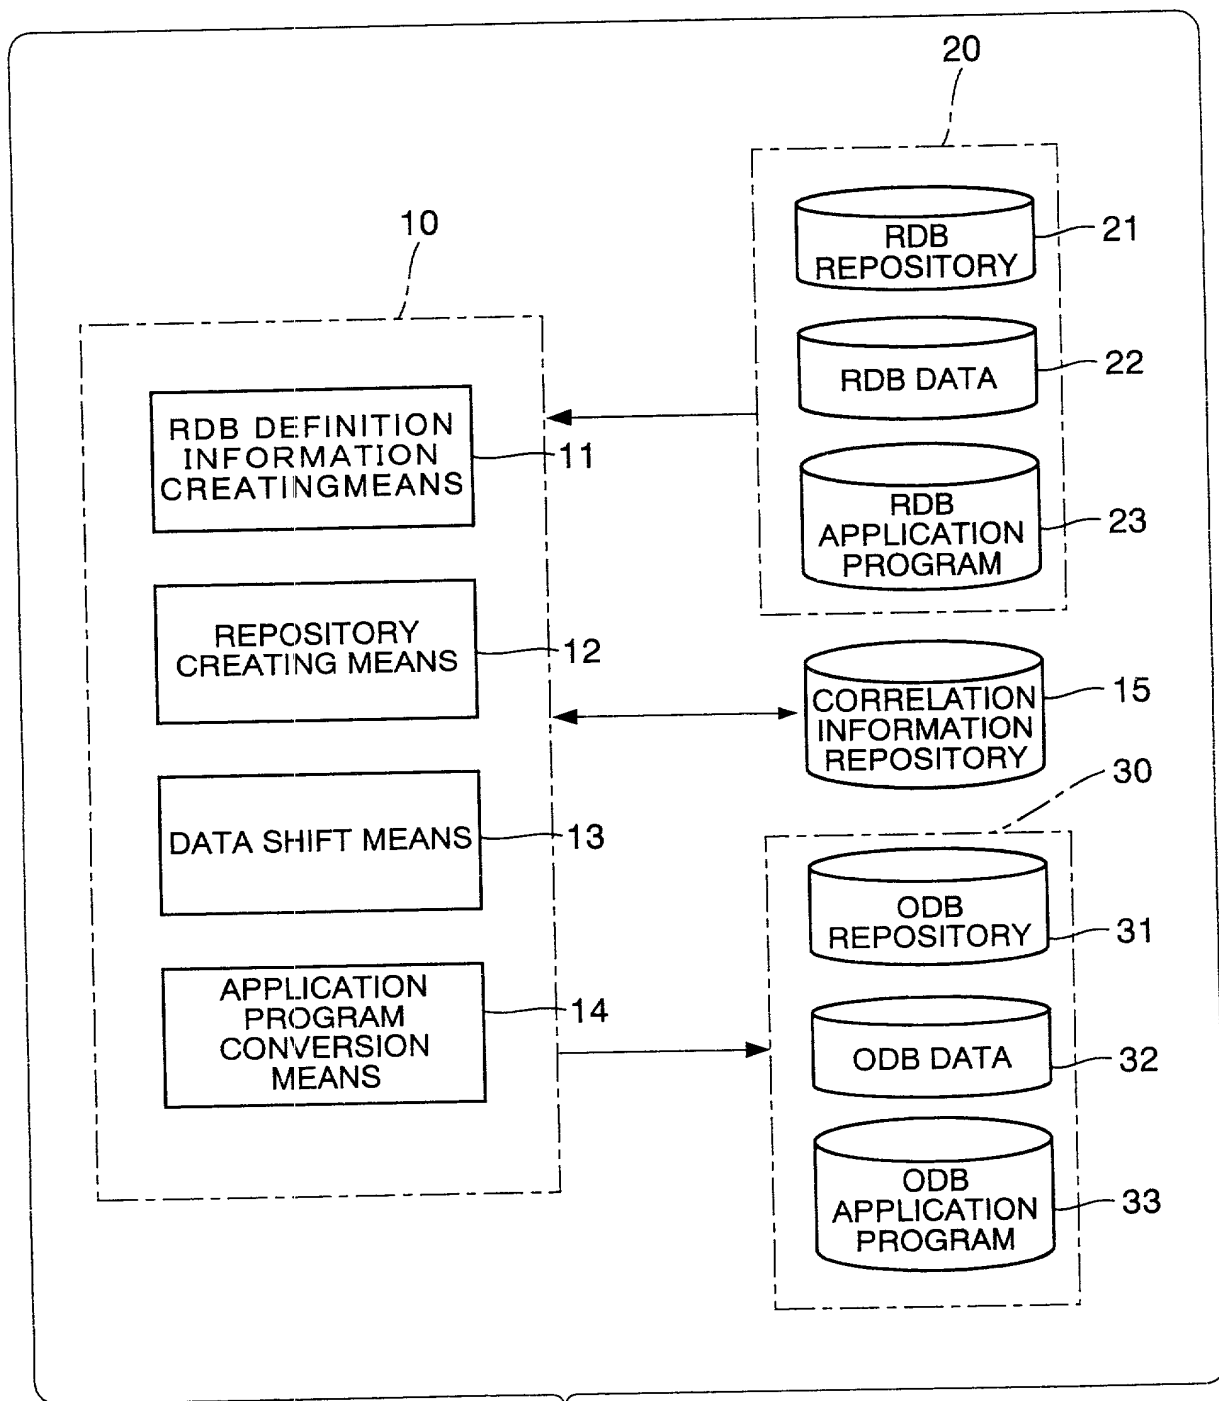 20
RDB
REPOSITORY
21
RDB DATA
22
RDB
APPLICATION
PROGRAM
23
10
RDB DEFINITION
INFORMATION
CREATINGMEANS
11
REPOSITORY
CREATING MEANS
12
DATA SHIFT MEANS
13
APPLICATION
PROGRAM
CONVERSION
MEANS
14
CORRELATION
INFORMATION
REPOSITORY
15
30
ODB
REPOSITORY
31
ODB DATA
32
ODB
APPLICATION
PROGRAM
33